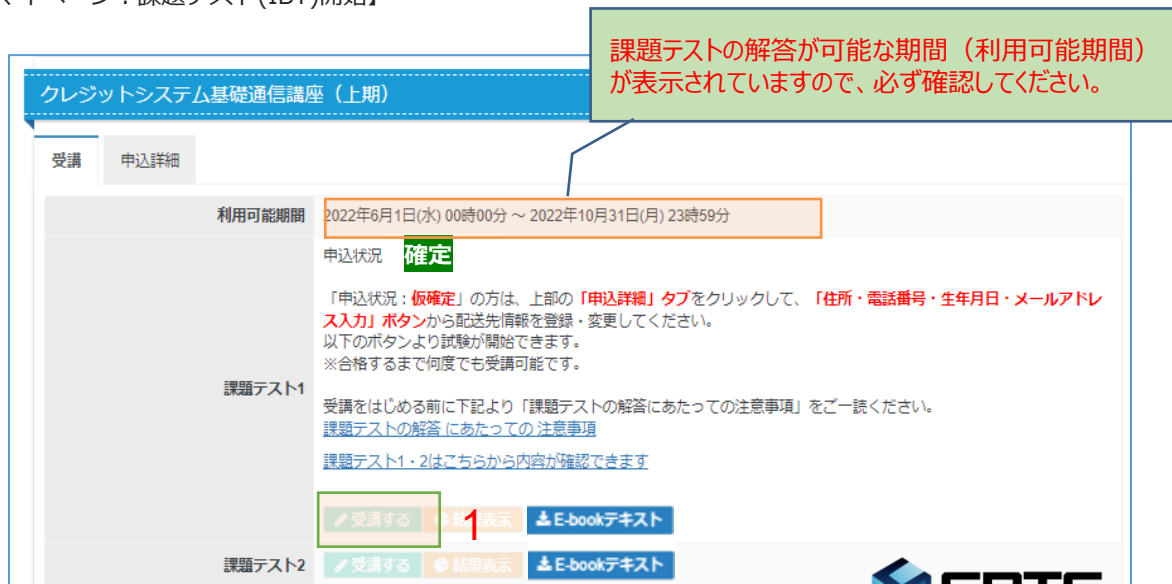 マイページ：課題テスト(IBT)開始】
課題テストの解答が可能な期間（利用可能期間）
が表示されていますので、必ず確認してください。
クレジットシステム基礎通信講座（上期）
受講 申込詳細
利用可能期間 2022年6月1日(水) 00時00分 ～ 2022年10月31日(月) 23時59分
申込状況 確定
「申込状況：仮確定」の方は、上部の「申込詳細」タブをクリックして、「住所・電話番号・生年月日・メールアドレ
ス入力」ボタンから配送先情報を登録・変更してください。
以下のボタンより試験が開始できます。
※合格するまで何度でも受講可能です。
課題テスト1
受講をはじめる前に下記より「課題テストの解答にあたっての注意事項」をご一読ください。
課題テストの解答 にあたっての 注意事項
課題テスト1・2はこちらから内容が確認できます
受講する 結果表示 E-bookテキスト
1
課題テスト2 受講する 結果表示 E-bookテキスト